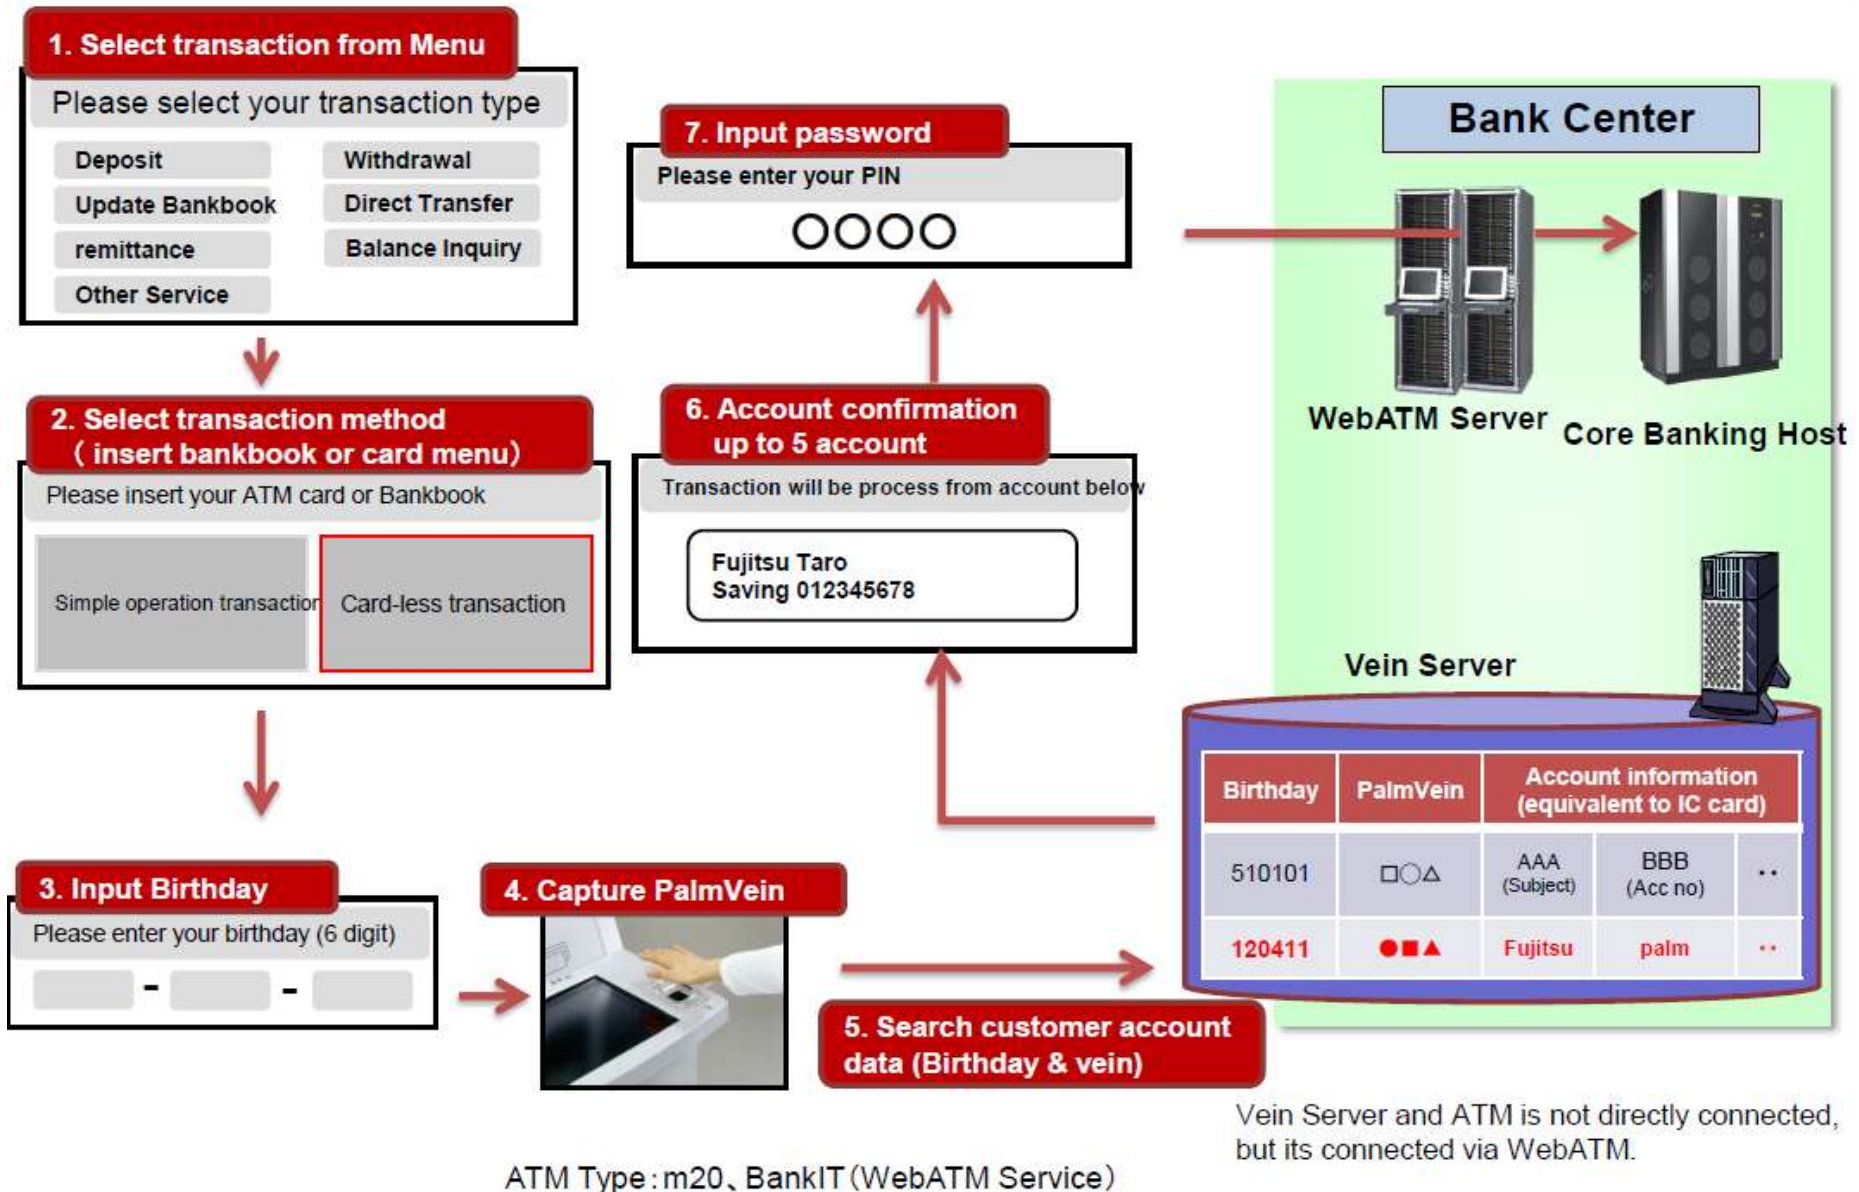 1. Select transaction from Menu
Please select your transaction type
Deposit
Withdrawal
Update Bankbook
Direct Transfer
remittance
Balance Inquiry
Other Service
2. Select transaction method
( insert bankbook or card menu)
Please insert your ATM card or Bankbook
Simple operation transaction
Card-less transaction
3. Input Birthday
Please enter your birthday (6 digit)
- -
4. Capture PalmVein
5. Search customer account
data (Birthday & vein)
6. Account confirmation
up to 5 account
Transaction will be process from account below
Fujitsu Taro
Saving 012345678
7. Input password
Please enter your PIN
○○○○
Bank Center
WebATM Server
Core Banking Host
Vein Server
Birthday PalmVein Account information
(equivalent to IC card)
510101 □○△ AAA BBB ・・
(Subject) (Acc no)
120411 ●■▲ Fujitsu palm ・・
Vein Server and ATM is not directly connected,
but its connected via WebATM.
ATM Type:m20、BankIT(WebATM Service)